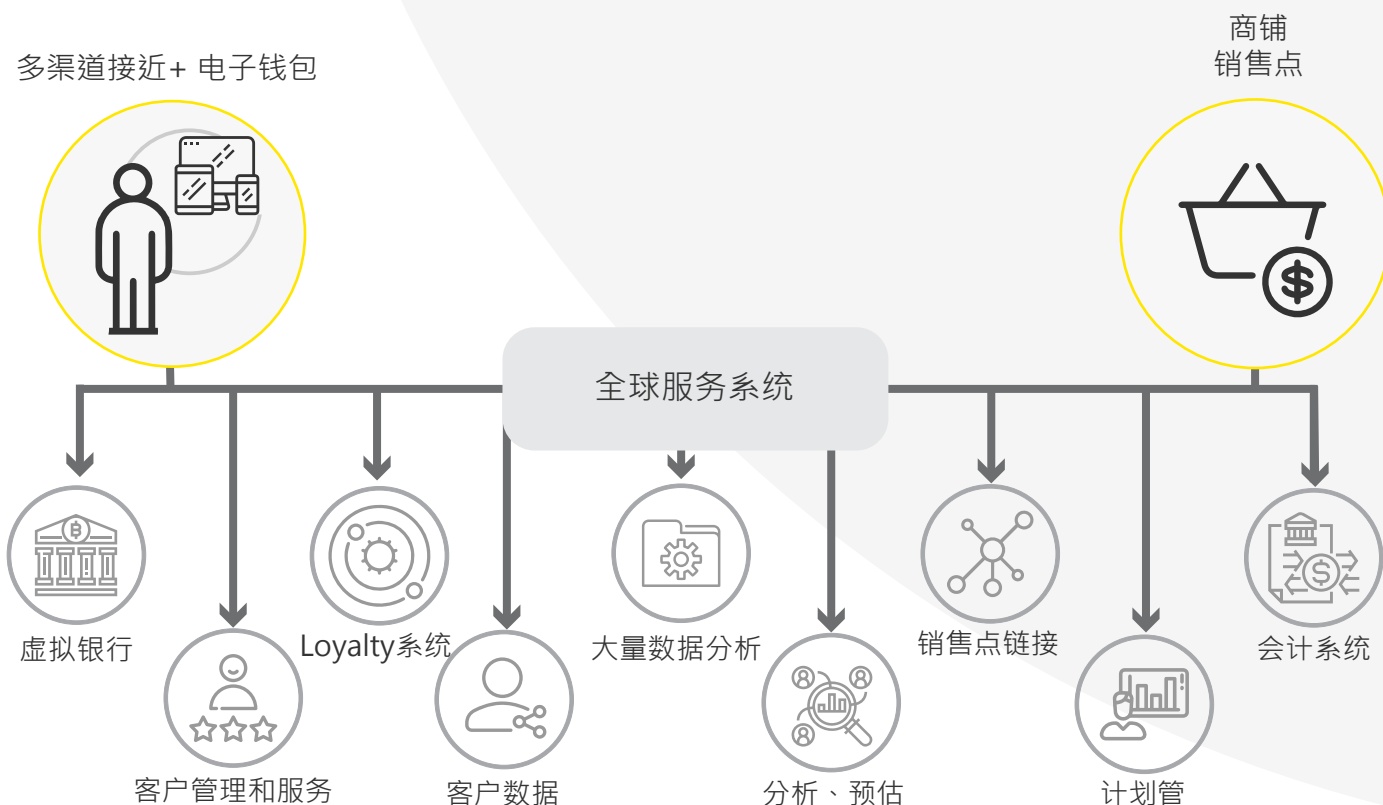 商铺
销售点
多渠道接近+ 电子钱包
全球服务系统
虚拟银行
Loyalty系统
大量数据分析
销售点链接
会计系统
客户管理和服务
客户数据
分析、预估
计划管